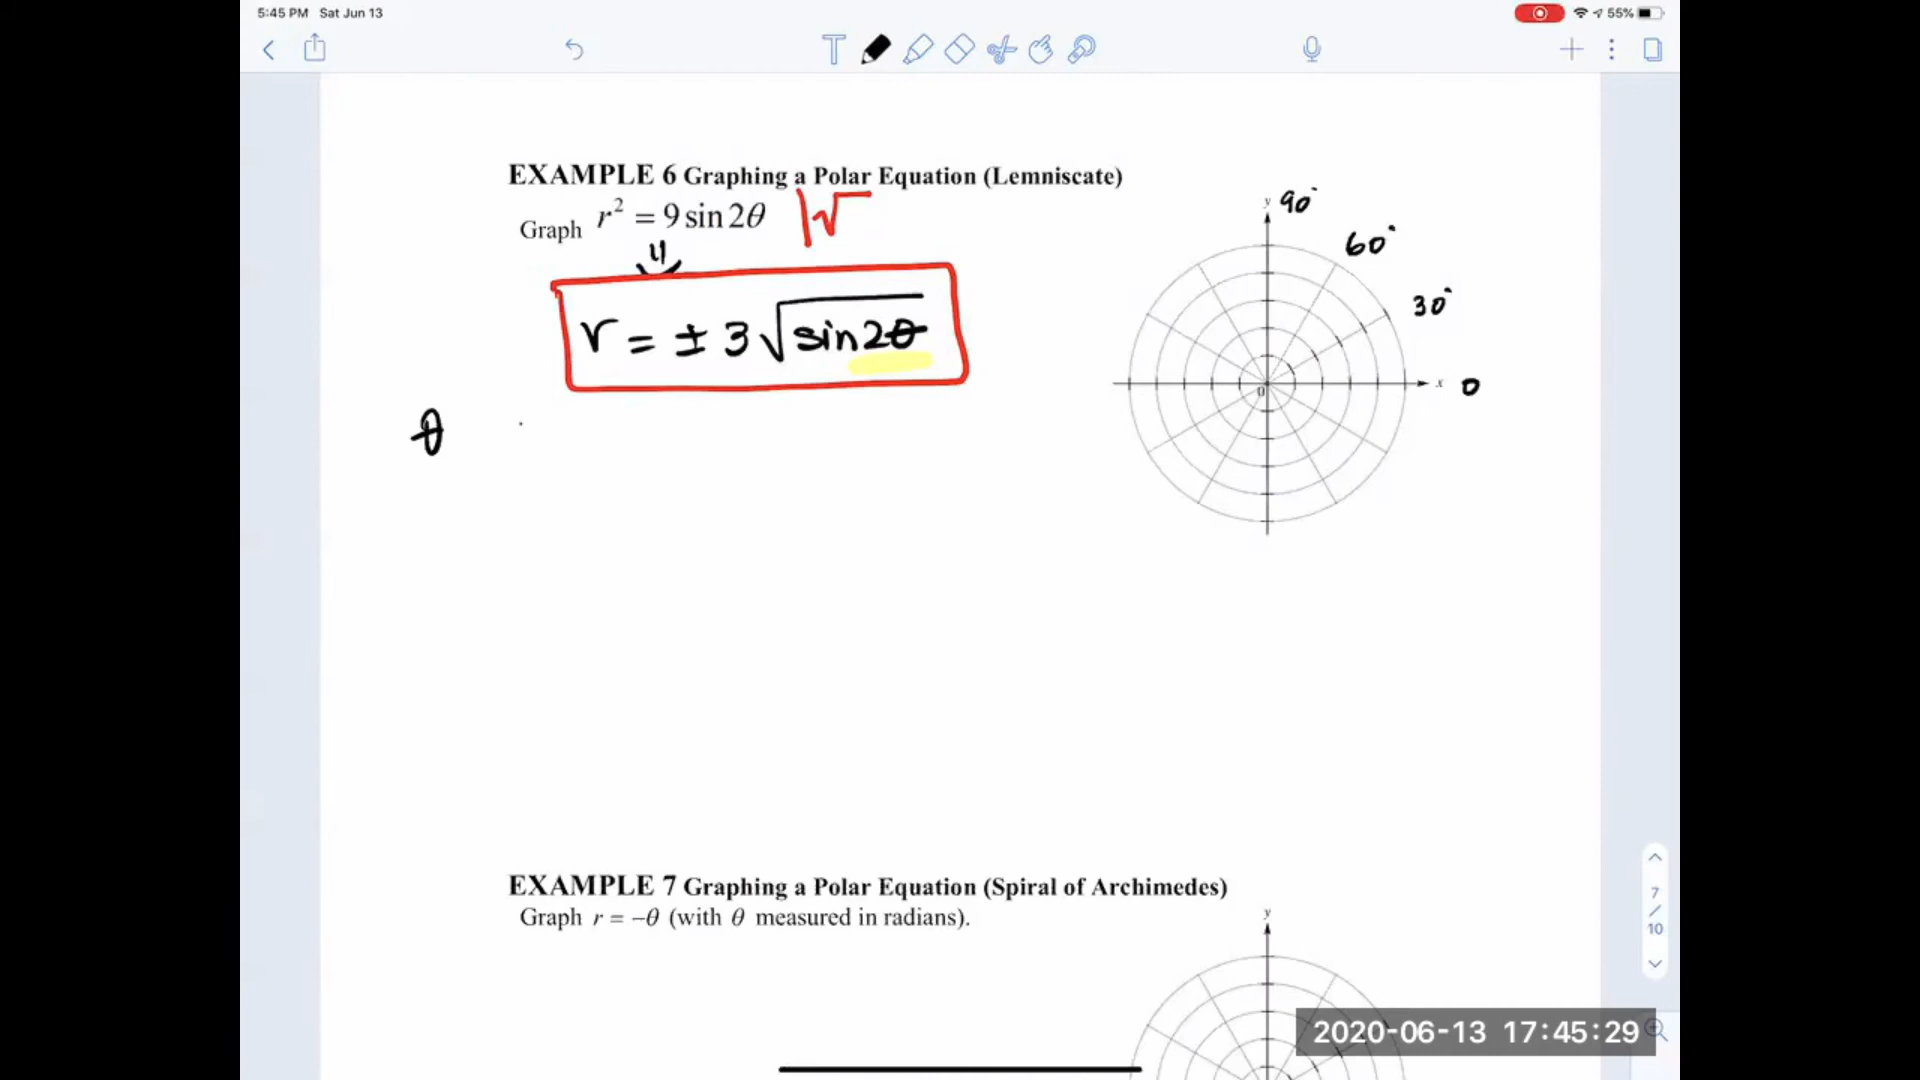 5:45 PM Sat Jun 13
55%
T
EXAMPLE 6 Graphing a Polar Equation (Lemniscate)
Graph r² = 9 sin 2θ
√
r = ± 3 √sin2θ
θ
y 90°
60°
30°
x 0
0
EXAMPLE 7 Graphing a Polar Equation (Spiral of Archimedes)
Graph r = −θ (with θ measured in radians).
y
7
/
10
2020-06-13 17:45:29